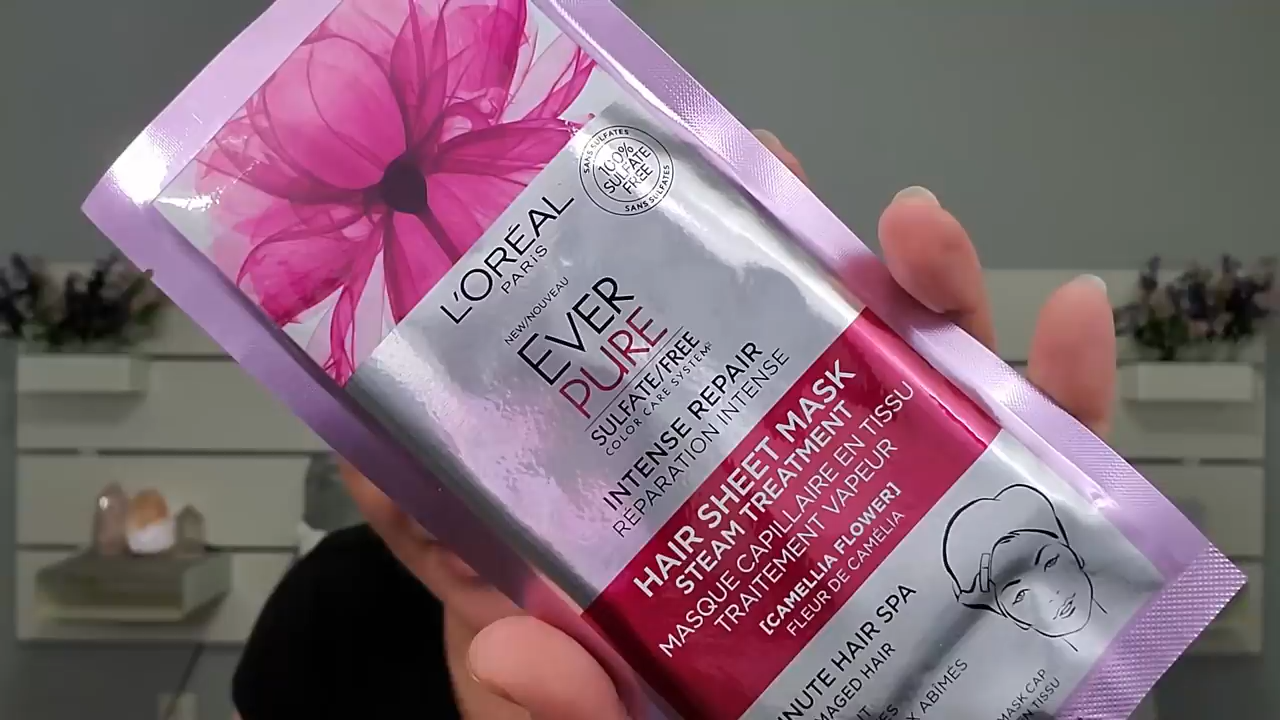 SANS SULFATES
100%
SULFATE
FREE
SANS SULFATES
L'ORÉAL
PARIS
NEW/NOUVEAU
EVER
PURE
SULFATE/FREE
COLOR CARE SYSTEM
INTENSE REPAIR
RÉPARATION INTENSE
HAIR SHEET MASK
STEAM TREATMENT
MASQUE CAPILLAIRE EN TISSU
TRAITEMENT VAPEUR
[CAMELLIA FLOWER]
FLEUR DE CAMÉLIA
INUTE HAIR SPA
MAGED HAIR
X ABÎMÉS
MASK CAP
EN TISSU